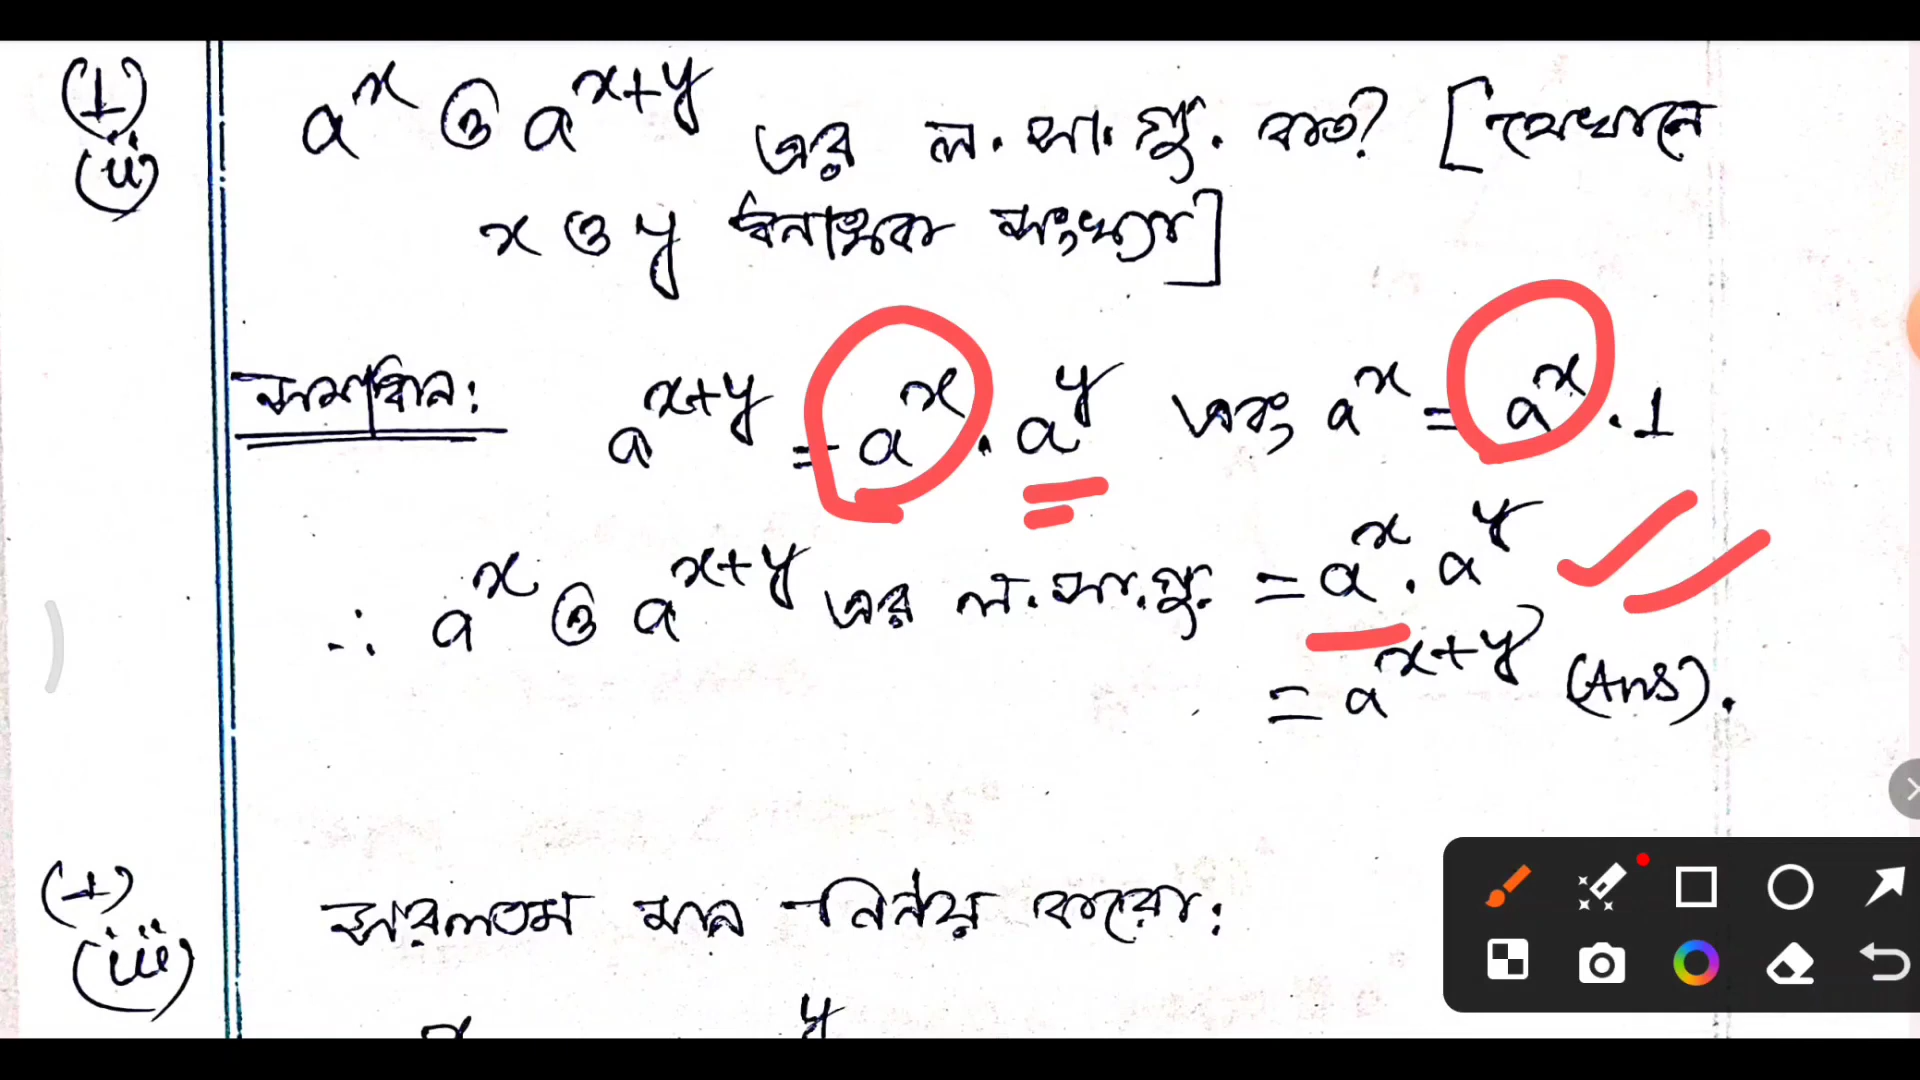 (1)
(ii)
a^x ও a^(x+y) এর ল.সা.গু. কত? [যেখানে
x ও y ধনাত্মক সংখ্যা]
সমাধান: a^(x+y) = a^x . a^y এবং a^x = a^x . 1
∴ a^x ও a^(x+y) এর ল.সা.গু. = a^x . a^y
= a^(x+y) (Ans).
(1)
(iii)
সরলতম মান নির্ণয় করো: